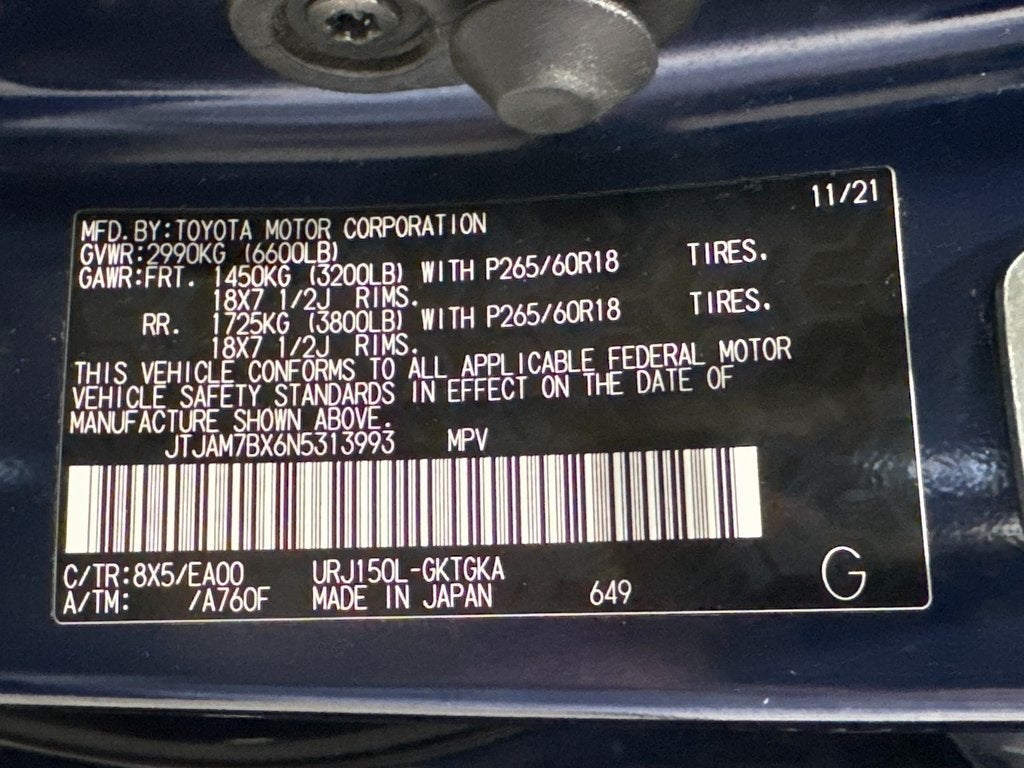 11/21
MFD. BY: TOYOTA MOTOR CORPORATION
GVWR: 2990KG (6600LB)
GAWR: FRT. 1450KG (3200LB) WITH P265/60R18 TIRES.
18X7 1/2J RIMS.
RR. 1725KG (3800LB) WITH P265/60R18 TIRES.
18X7 1/2J RIMS.
THIS VEHICLE CONFORMS TO ALL APPLICABLE FEDERAL MOTOR
VEHICLE SAFETY STANDARDS IN EFFECT ON THE DATE OF
MANUFACTURE SHOWN ABOVE.
JTJAM7BX6N5313993 MPV
C/TR: 8X5/EA00 URJ150L-GKTGKA
A/TM: /A760F MADE IN JAPAN 649 G